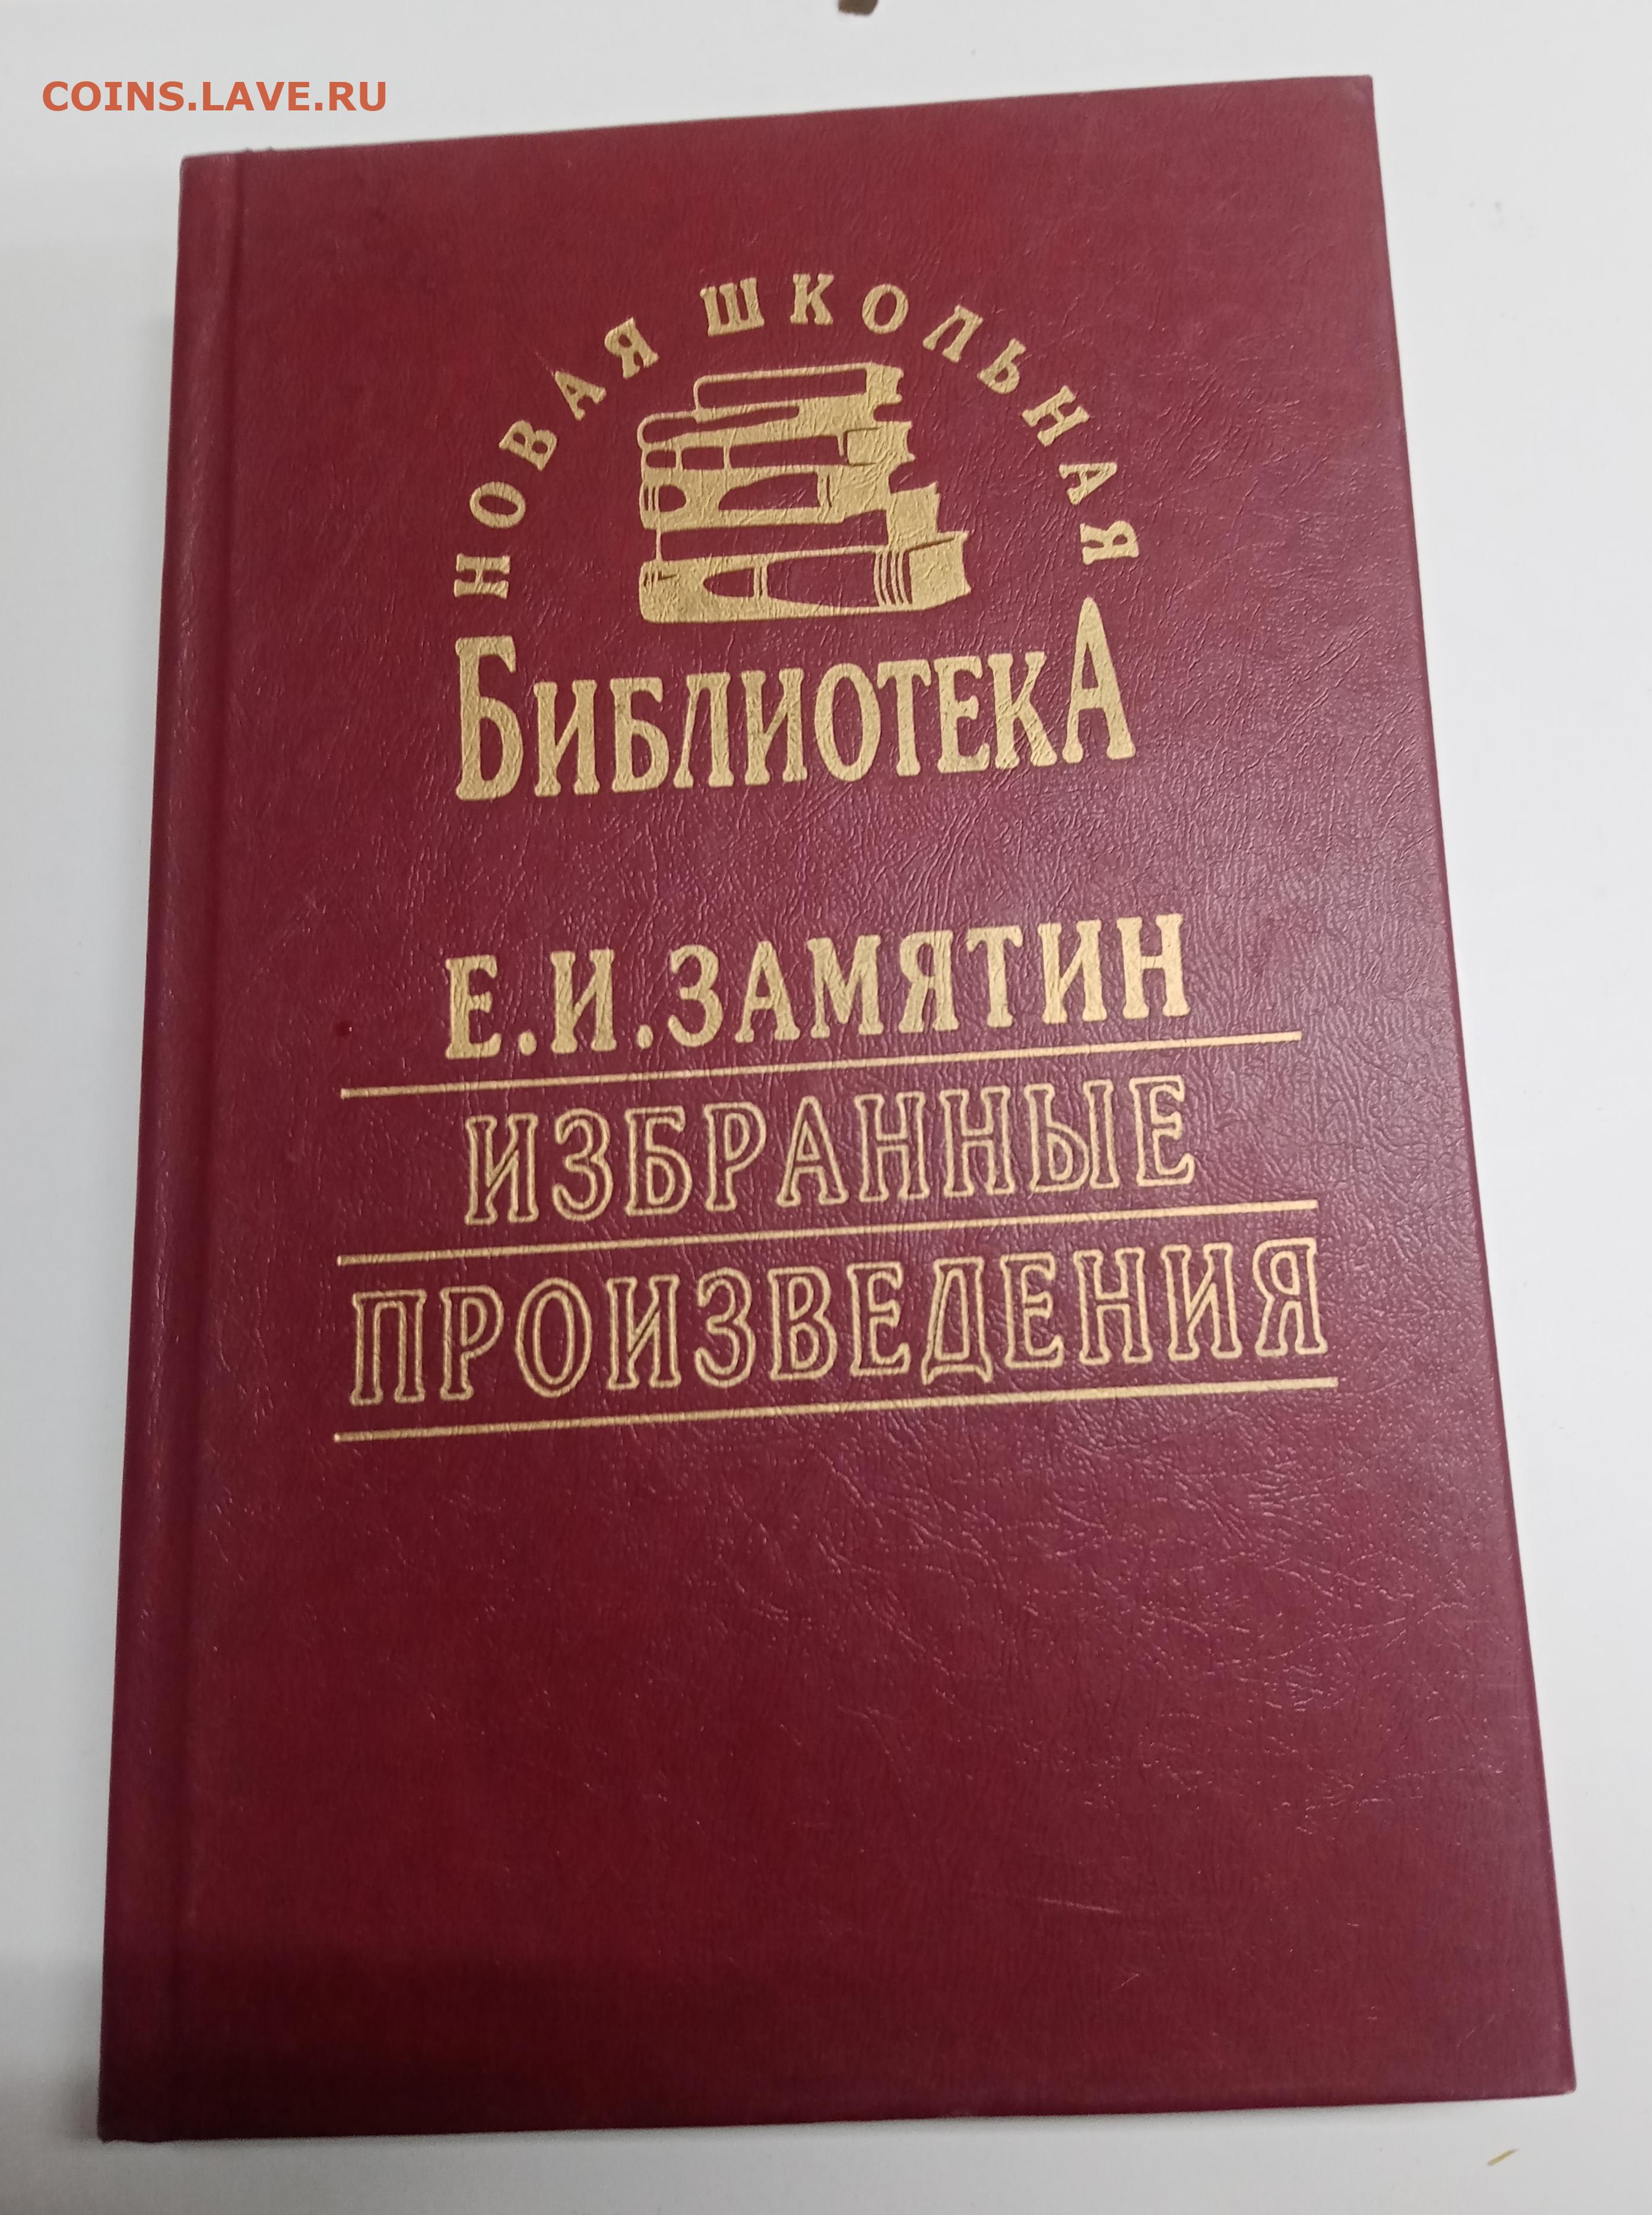 COINS.LAVE.RU
НОВАЯ ШКОЛЬНАЯ
БИБЛИОТЕКА
Е.И.ЗАМЯТИН
ИЗБРАННЫЕ
ПРОИЗВЕДЕНИЯ